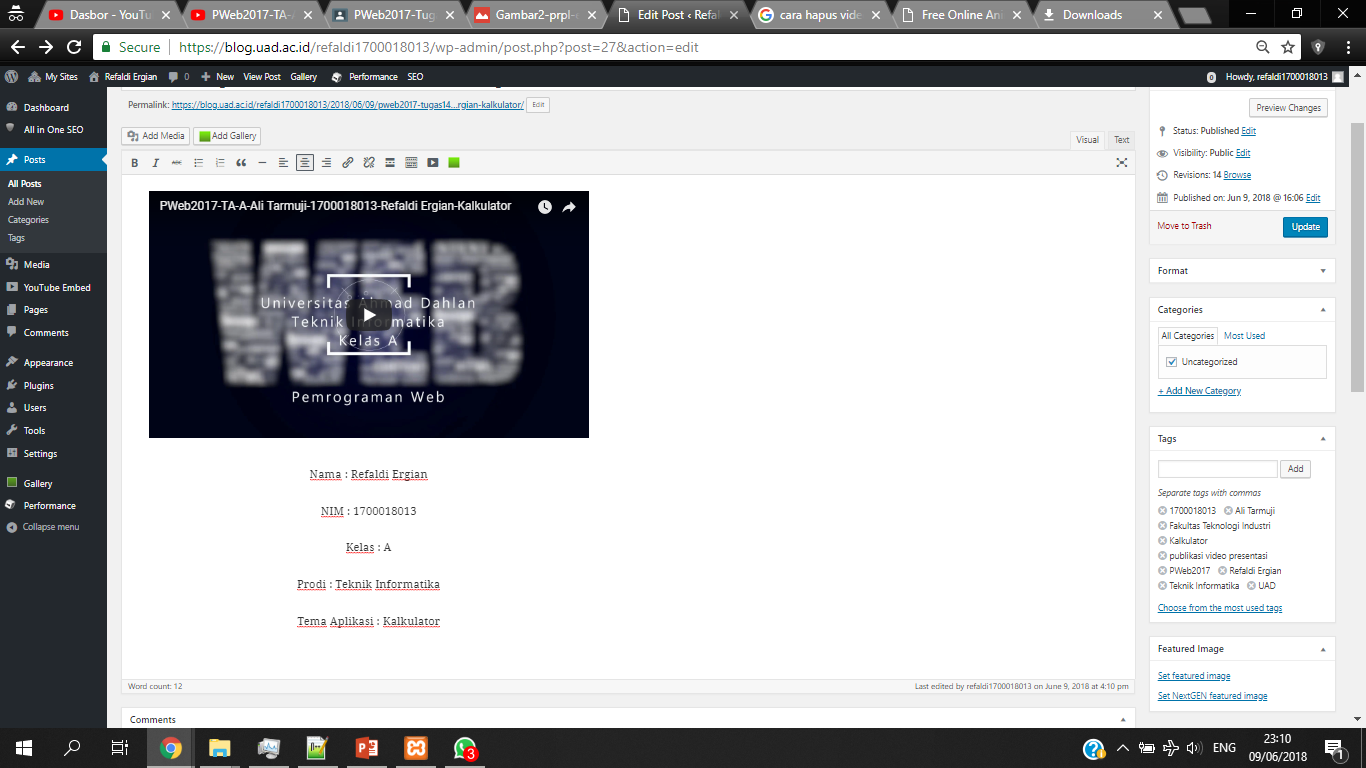 Dasbor - YouTu
PWeb2017-TA-A
PWeb2017-Tug
Gambar2-prpl-
Edit Post ‹ Refal
cara hapus vide
Free Online An
Downloads
Secure
https://blog.uad.ac.id/refaldi1700018013/wp-admin/post.php?post=27&action=edit
My Sites
Refaldi Ergian
0
New
View Post
Gallery
Performance
SEO
0
Howdy, refaldi1700018013
Dashboard
All in One SEO
Posts
All Posts
Add New
Categories
Tags
Media
YouTube Embed
Pages
Comments
Appearance
Plugins
Users
Tools
Settings
Gallery
Performance
Collapse menu
Permalink: https://blog.uad.ac.id/refaldi1700018013/2018/06/09/pweb2017-tugas14...rgian-kalkulator/ Edit
Add Media
Add Gallery
Visual
Text
B I ABC
PWeb2017-TA-A-Ali Tarmuji-1700018013-Refaldi Ergian-Kalkulator
WEB
Universitas Ahmad Dahlan
Teknik Informatika
Kelas A
Pemrograman Web
Nama : Refaldi Ergian
NIM : 1700018013
Kelas : A
Prodi : Teknik Informatika
Tema Aplikasi : Kalkulator
Word count: 12
Last edited by refaldi1700018013 on June 9, 2018 at 4:10 pm
Comments
Preview Changes
Status: Published Edit
Visibility: Public Edit
Revisions: 14 Browse
Published on: Jun 9, 2018 @ 16:06 Edit
Move to Trash
Update
Format
Categories
All Categories
Most Used
Uncategorized
+ Add New Category
Tags
Add
Separate tags with commas
1700018013
Ali Tarmuji
Fakultas Teknologi Industri
Kalkulator
publikasi video presentasi
PWeb2017
Refaldi Ergian
Teknik Informatika
UAD
Choose from the most used tags
Featured Image
Set featured image
Set NextGEN featured image
3
ENG
23:10
09/06/2018
1